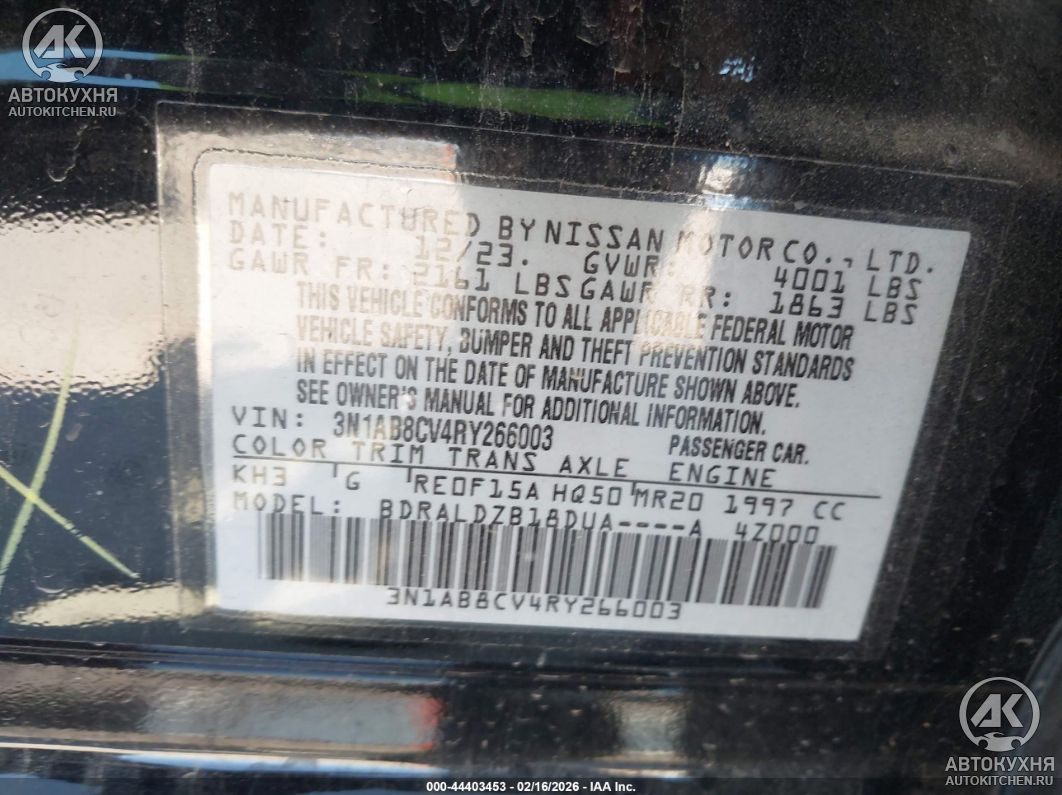 АК
АВТОКУХНЯ
AUTOKITCHEN.RU
MANUFACTURED BY NISSAN MOTOR CO., LTD.
DATE: 12/23. GVWR: 4001 LBS
GAWR FR: 2161 LBS GAWR RR: 1863 LBS
THIS VEHICLE CONFORMS TO ALL APPLICABLE FEDERAL MOTOR
VEHICLE SAFETY, BUMPER AND THEFT PREVENTION STANDARDS
IN EFFECT ON THE DATE OF MANUFACTURE SHOWN ABOVE.
SEE OWNER'S MANUAL FOR ADDITIONAL INFORMATION.
VIN: 3N1AB8CV4RY266003 PASSENGER CAR.
COLOR TRIM TRANS AXLE ENGINE
KH3 G RE0F15A HQ50 MR20 1997 CC
MODEL: BDRALDZB18DUA----A 4Z000
3N1AB8CV4RY266003
АК
АВТОКУХНЯ
AUTOKITCHEN.RU
000-44403453 - 02/16/2026 - IAA Inc.